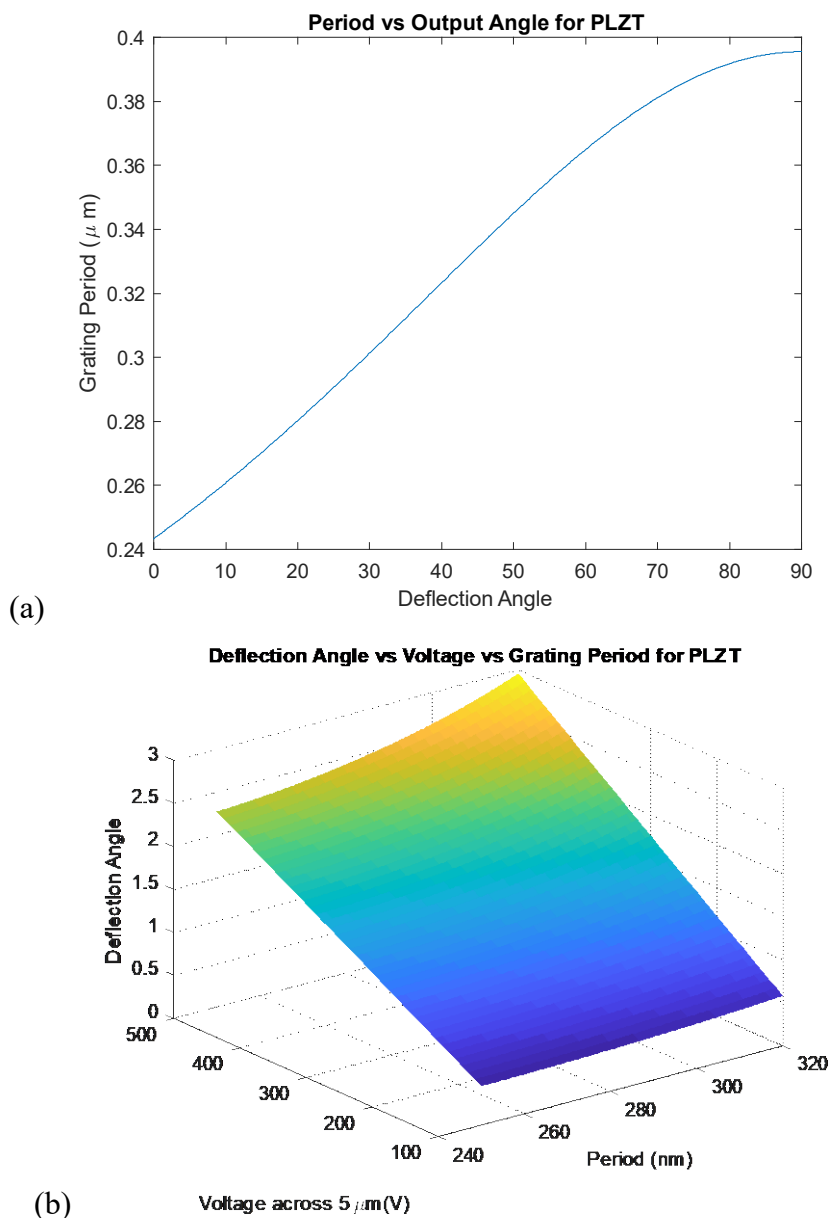 Period vs Output Angle for PLZT
0.4
0.38
0.36
0.34
0.32
0.3
0.28
0.26
0.24
Grating Period (μ m)
0 10 20 30 40 50 60 70 80 90
Deflection Angle
(a)
Deflection Angle vs Voltage vs Grating Period for PLZT
3
2.5
2
1.5
1
0.5
0
Deflection Angle
500
400
300
200
100
240
260
280
300
320
Period (nm)
Voltage across 5 μm(V)
(b)